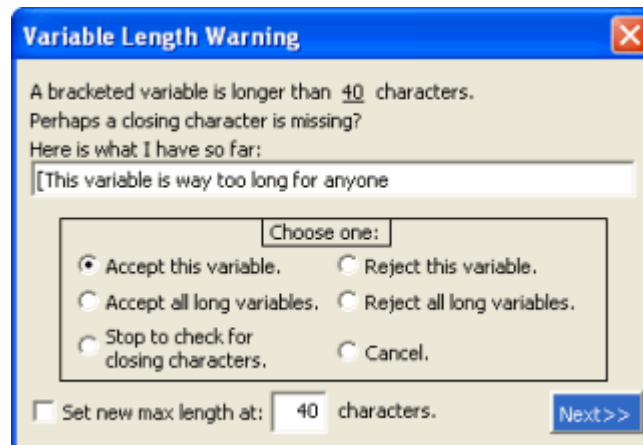 Variable Length Warning
A bracketed variable is longer than 40 characters.
Perhaps a closing character is missing?
Here is what I have so far:
[This variable is way too long for anyone
Choose one:
Accept this variable. Reject this variable.
Accept all long variables. Reject all long variables.
Stop to check for
closing characters. Cancel.
Set new max length at: 40 characters. Next>>